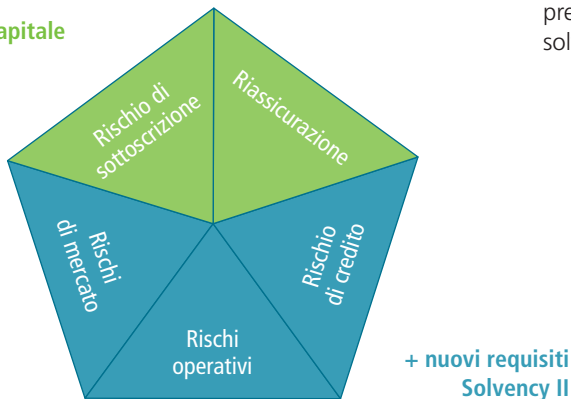 apitale
pre
sol
Rischio di
sottoscrizione
Riassicurazione
Rischi
di mercato
Rischio
di credito
Rischi
operativi
+ nuovi requisiti
Solvency II